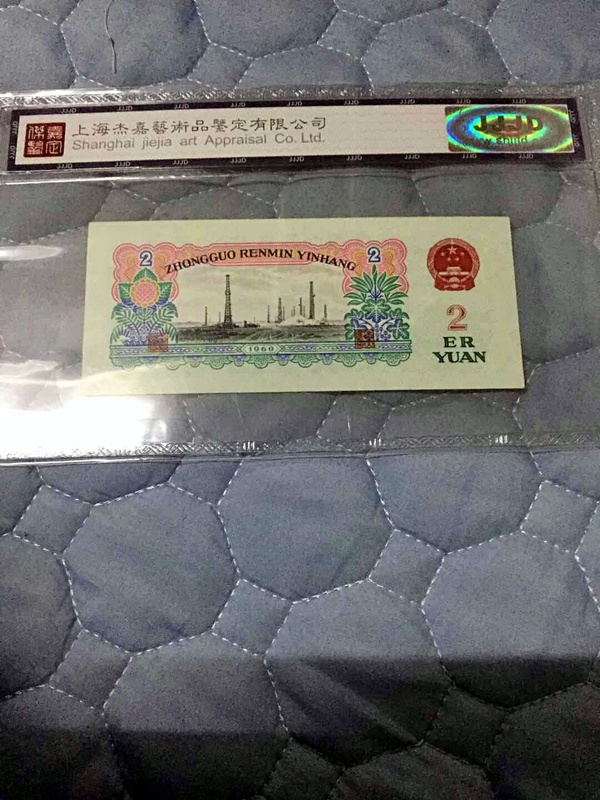 上海杰嘉藝術品鑒定有限公司
Shanghai jiejia art Appraisal Co. Ltd.
JJJD
ZHONGGUO RENMIN YINHANG
2
2
1960
2
ER
YUAN